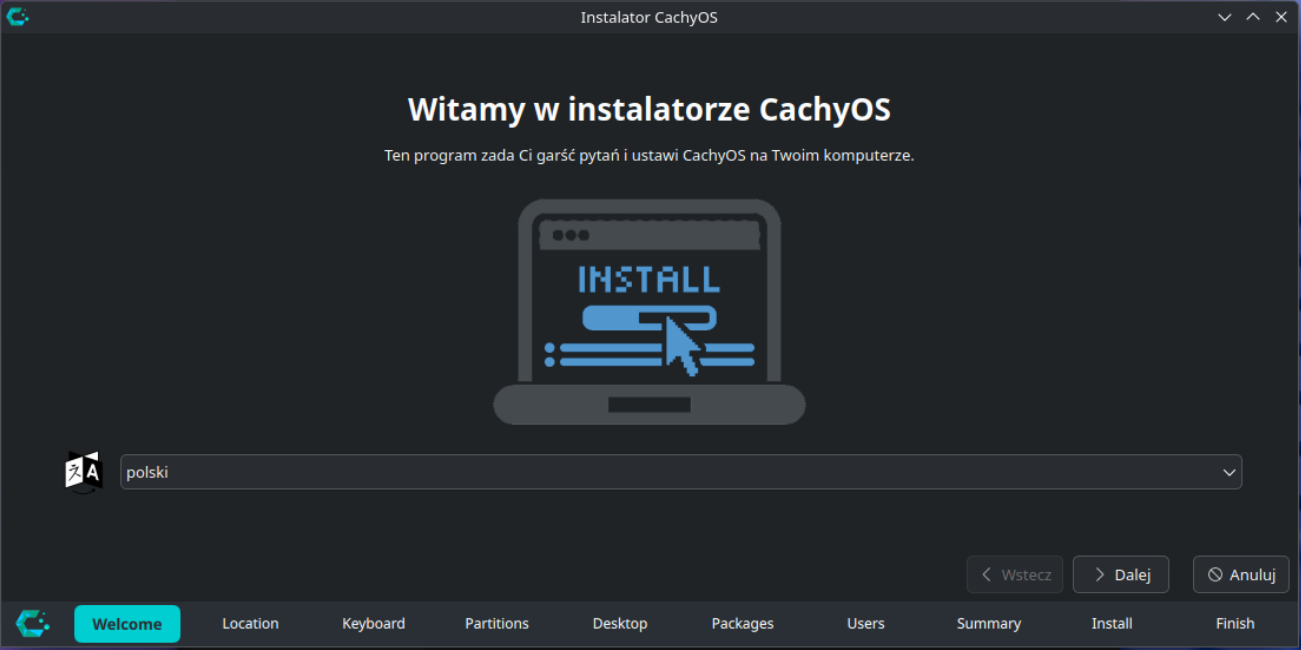 Instalator CachyOS
Witamy w instalatorze CachyOS
Ten program zada Ci garść pytań i ustawi CachyOS na Twoim komputerze.
INSTALL
polski
Wstecz Dalej Anuluj
Welcome Location Keyboard Partitions Desktop Packages Users Summary Install Finish